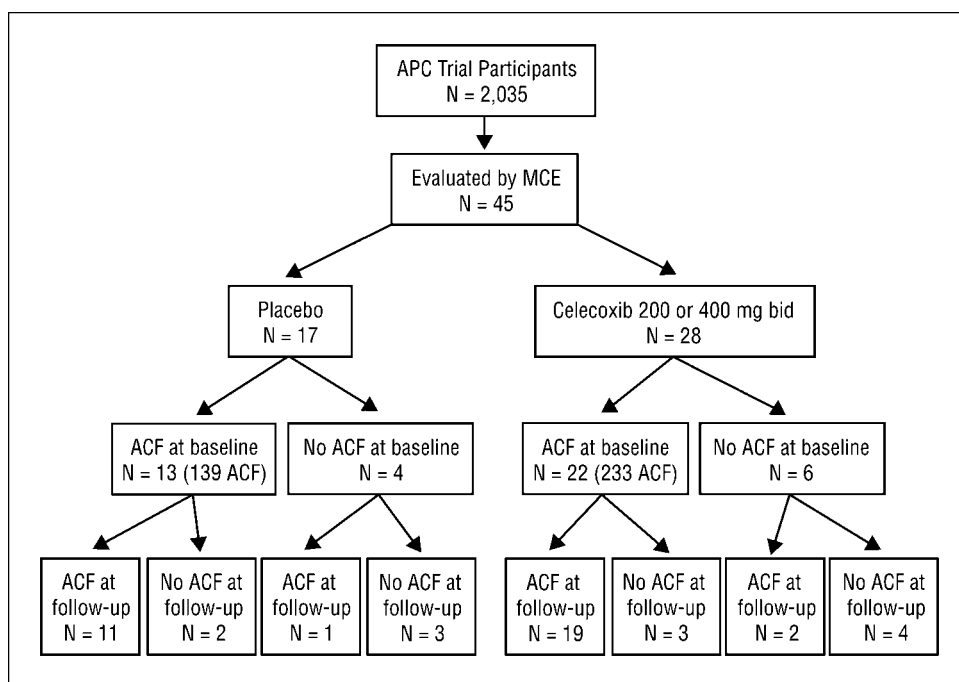 APC Trial Participants
N = 2,035
Evaluated by MCE
N = 45
Placebo
N = 17
Celecoxib 200 or 400 mg bid
N = 28
ACF at baseline
N = 13 (139 ACF)
No ACF at baseline
N = 4
ACF at baseline
N = 22 (233 ACF)
No ACF at baseline
N = 6
ACF at
follow-up
N = 11
No ACF at
follow-up
N = 2
ACF at
follow-up
N = 1
No ACF at
follow-up
N = 3
ACF at
follow-up
N = 19
No ACF at
follow-up
N = 3
ACF at
follow-up
N = 2
No ACF at
follow-up
N = 4